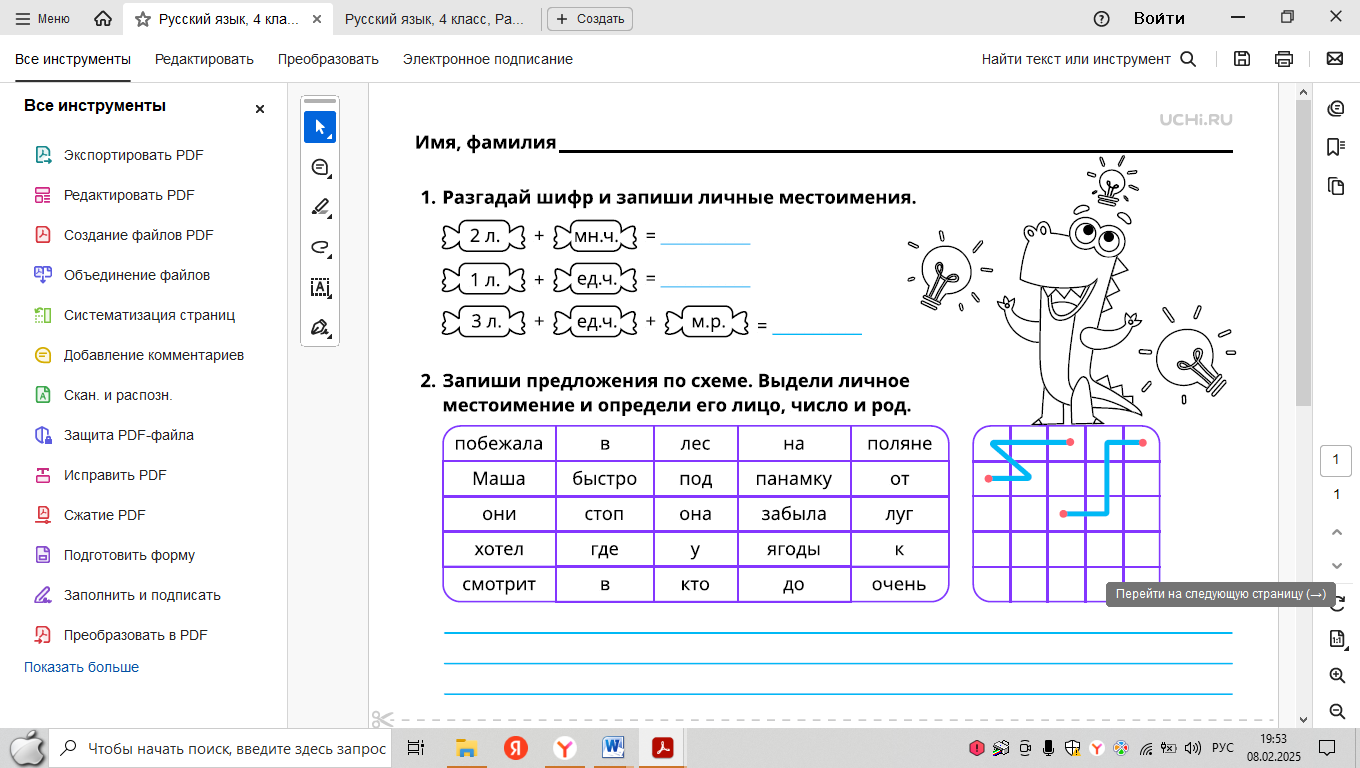 Меню
Русский язык, 4 кла...
Русский язык, 4 класс, Ра...
Создать
Войти
Все инструменты
Редактировать
Преобразовать
Электронное подписание
Найти текст или инструмент
Все инструменты
Экспортировать PDF
Редактировать PDF
Создание файлов PDF
Объединение файлов
Систематизация страниц
Добавление комментариев
Скан. и распозн.
Защита PDF-файла
Исправить PDF
Сжатие PDF
Подготовить форму
Заполнить и подписать
Преобразовать в PDF
Показать больше
UCHi.RU
Имя, фамилия
1. Разгадай шифр и запиши личные местоимения.
2 л. + мн.ч. =
1 л. + ед.ч. =
3 л. + ед.ч. + м.р. =
2. Запиши предложения по схеме. Выдели личное
местоимение и определи его лицо, число и род.
побежала в лес на поляне
Маша быстро под панамку от
они стоп она забыла луг
хотел где у ягоды к
смотрит в кто до очень
1
1
Перейти на следующую страницу (→)
1:1
Чтобы начать поиск, введите здесь запрос
Я
Y
W
Y
РУС
19:53
08.02.2025